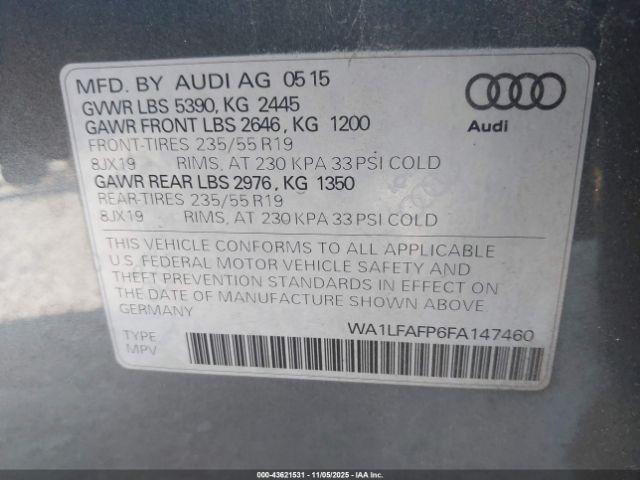 MFD. BY AUDI AG 05 15
GVWR LBS 5390, KG 2445
GAWR FRONT LBS 2646, KG 1200
FRONT-TIRES 235/55 R19
8JX19 RIMS, AT 230 KPA 33 PSI COLD
GAWR REAR LBS 2976, KG 1350
REAR-TIRES 235/55 R19
8JX19 RIMS, AT 230 KPA 33 PSI COLD
Audi
THIS VEHICLE CONFORMS TO ALL APPLICABLE
U.S. FEDERAL MOTOR VEHICLE SAFETY AND
THEFT PREVENTION STANDARDS IN EFFECT ON
THE DATE OF MANUFACTURE SHOWN ABOVE
GERMANY
WA1LFAFP6FA147460
TYPE
MPV
000-43621531 - 11/05/2025 - IAAI.COM